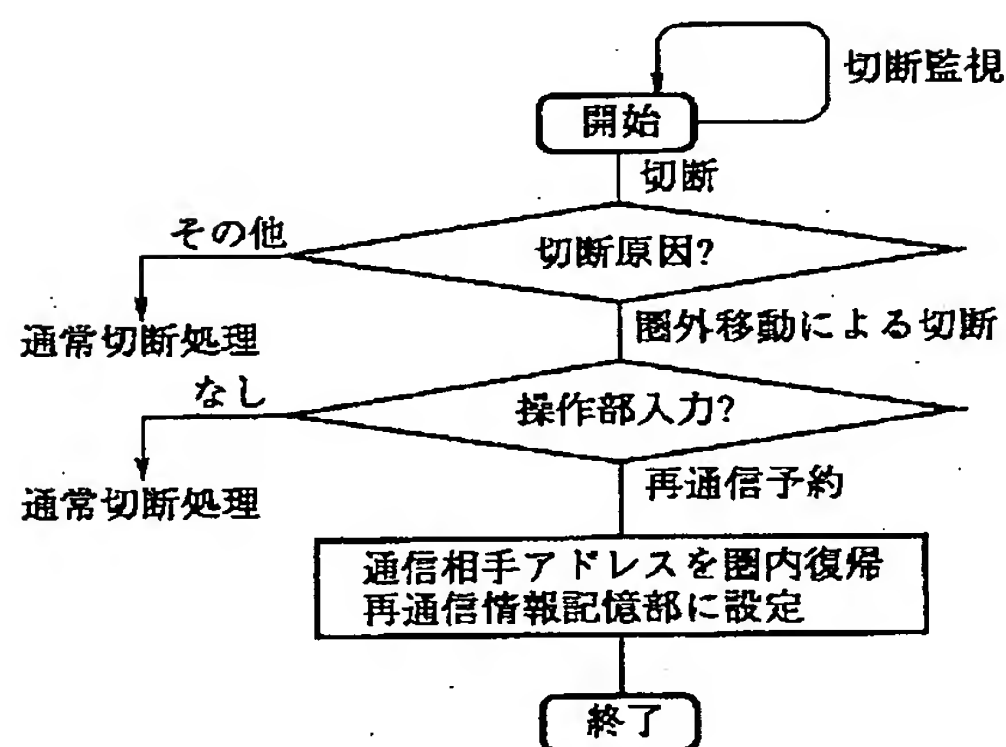 切断監視
開始
切断
その他
切断原因?
圏外移動による切断
通常切断処理
なし
操作部入力?
再通信予約
通常切断処理
通信相手アドレスを圏内復帰
再通信情報記憶部に設定
終了